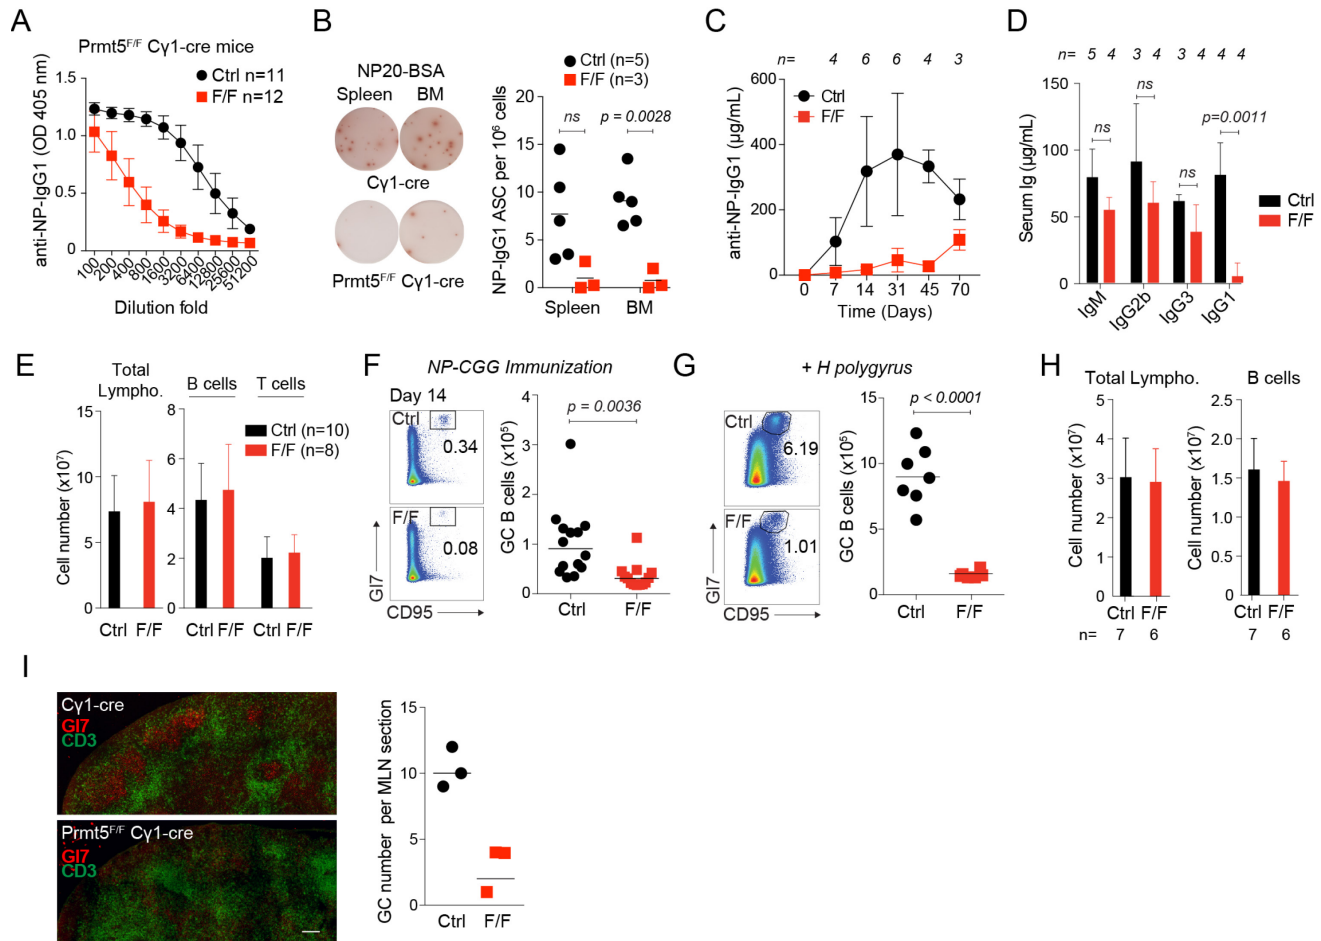 A
Prmt5F/F Cγ1-cre mice
Ctrl n=11
F/F n=12
anti-NP-IgG1 (OD 405 nm)
1.5
1.0
0.5
0
100
200
400
800
1600
3200
6400
12800
25600
51200
Dilution fold
B
NP20-BSA
Spleen BM
Cγ1-cre
Prmt5F/F Cγ1-cre
Ctrl (n=5)
F/F (n=3)
NP-IgG1 ASC per 106 cells
20
15
10
5
0
ns
p = 0.0028
Spleen BM
C
n= 4 6 6 4 3
anti-NP-IgG1 (μg/mL)
600
400
200
0
Ctrl
F/F
0 7 14 31 45 70
Time (Days)
D
n= 5 4 3 4 3 4 4 4
Serum Ig (μg/mL)
150
100
50
0
ns
ns
ns
p=0.0011
Ctrl
F/F
IgM
IgG2b
IgG3
IgG1
E
Total Lympho.
B cells
T cells
Cell number (x107)
15
10
5
0
8
6
4
2
0
Ctrl (n=10)
F/F (n=8)
Ctrl F/F
Ctrl F/F
Ctrl F/F
F
NP-CGG Immunization
Day 14
Ctrl
0.34
F/F
0.08
GI7
CD95
GC B cells (x105)
4
3
2
1
0
p = 0.0036
Ctrl F/F
G
+ H polygyrus
Ctrl
6.19
F/F
1.01
GI7
CD95
GC B cells (x105)
15
10
5
0
p < 0.0001
Ctrl F/F
H
Total Lympho.
B cells
Cell number (x107)
5
4
3
2
1
0
Ctrl F/F
n= 7 6
Cell number (x107)
2.5
2.0
1.5
1.0
0.5
0
Ctrl F/F
7 6
I
Cγ1-cre
GI7
CD3
Prmt5F/F Cγ1-cre
GI7
CD3
GC number per MLN section
15
10
5
0
Ctrl F/F